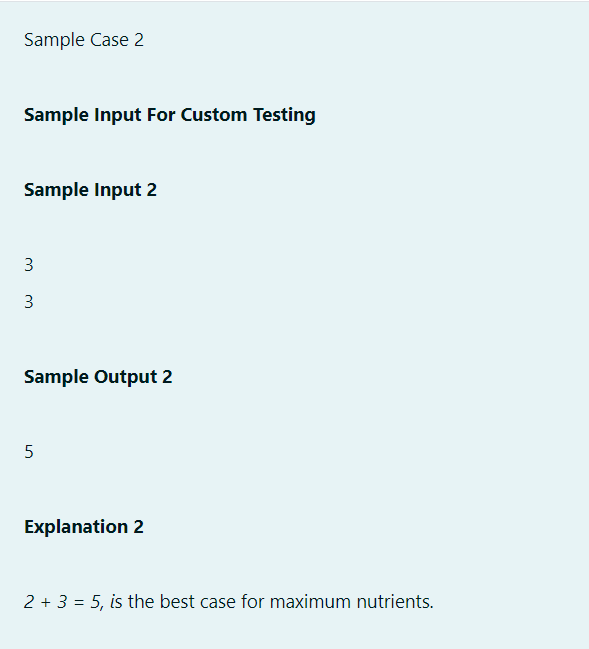 Sample Case 2
Sample Input For Custom Testing
Sample Input 2
3
3
Sample Output 2
5
Explanation 2
2 + 3 = 5, is the best case for maximum nutrients.